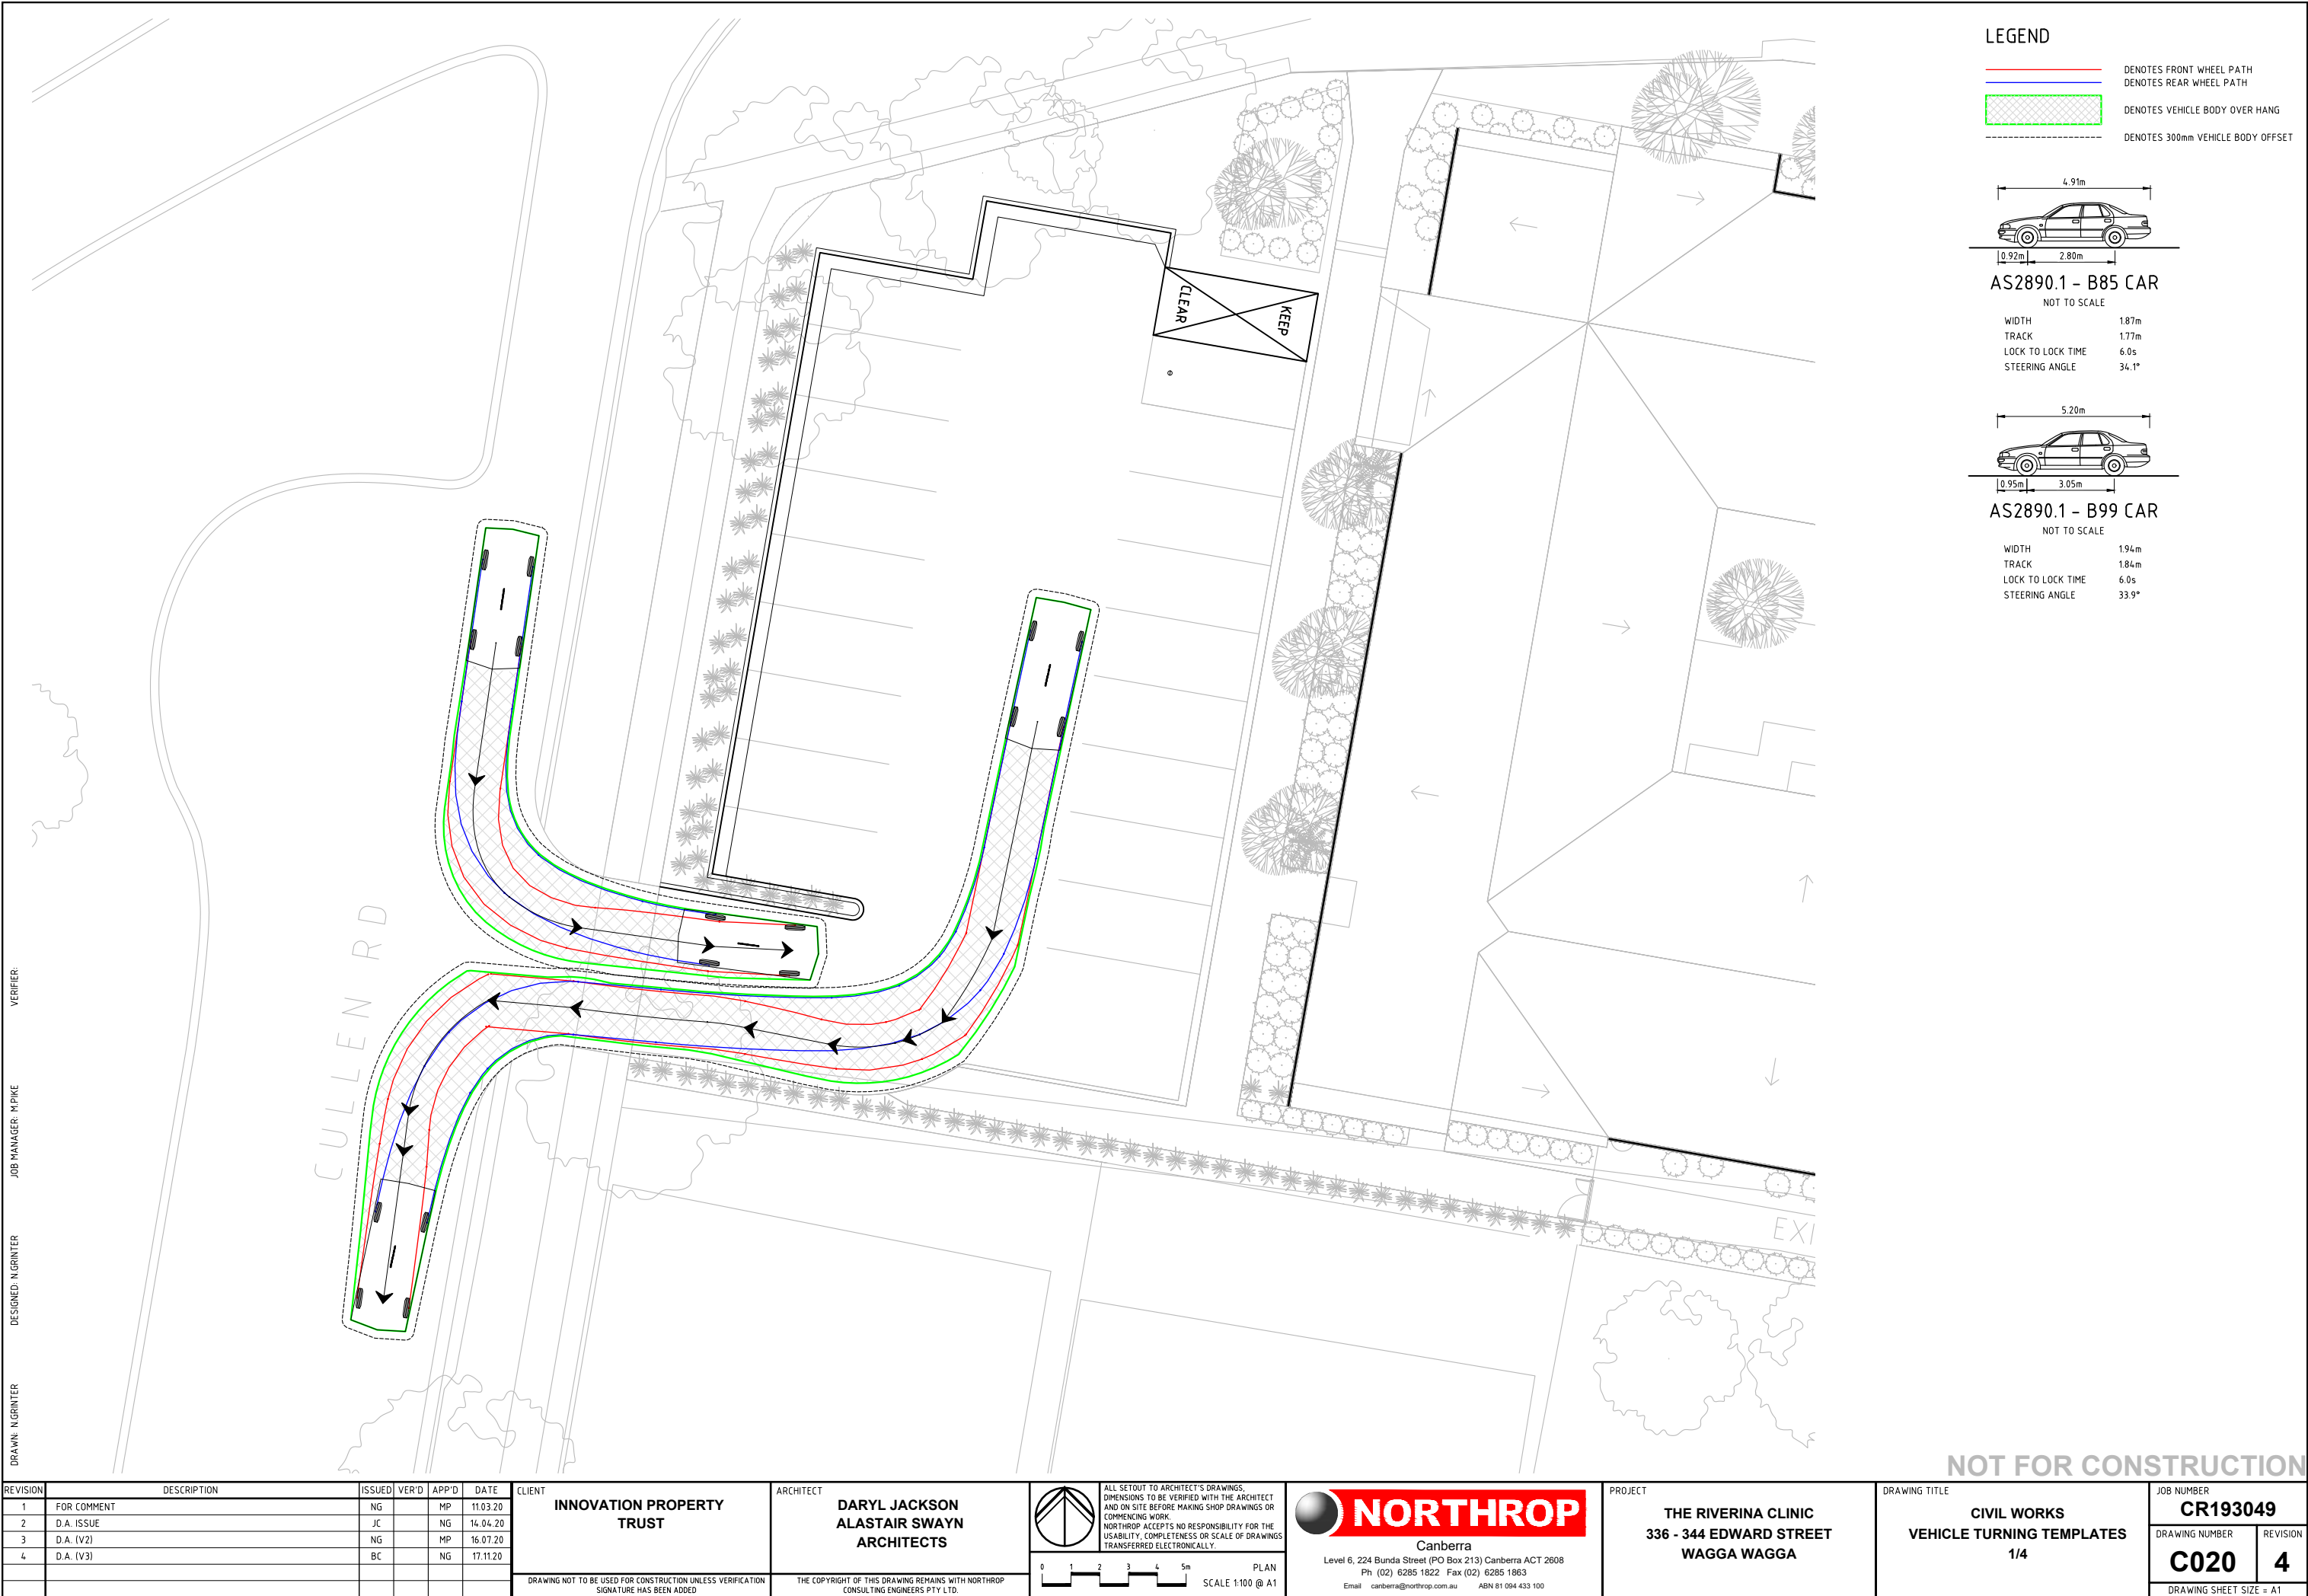 LEGEND
DENOTES FRONT WHEEL PATH
DENOTES REAR WHEEL PATH
DENOTES VEHICLE BODY OVER HANG
DENOTES 300mm VEHICLE BODY OFFSET
4.91m
0.92m
2.80m
AS2890.1 - B85 CAR
NOT TO SCALE
WIDTH 1.87m
TRACK 1.77m
LOCK TO LOCK TIME 6.0s
STEERING ANGLE 34.1°
5.20m
0.95m
3.05m
AS2890.1 - B99 CAR
NOT TO SCALE
WIDTH 1.94m
TRACK 1.84m
LOCK TO LOCK TIME 6.0s
STEERING ANGLE 33.9°
KEEP
CLEAR
CULLEN RD
EXI
VERIFIER:
JOB MANAGER: M.PIKE
DESIGNED: N.GRINTER
DRAWN: N.GRINTER
NOT FOR CONSTRUCTION
REVISION DESCRIPTION ISSUED VER'D APP'D DATE
1 FOR COMMENT NG MP 11.03.20
2 D.A. ISSUE JC NG 14.04.20
3 D.A. (V2) NG MP 16.07.20
4 D.A. (V3) BC NG 17.11.20
CLIENT
INNOVATION PROPERTY
TRUST
DRAWING NOT TO BE USED FOR CONSTRUCTION UNLESS VERIFICATION
SIGNATURE HAS BEEN ADDED
ARCHITECT
DARYL JACKSON
ALASTAIR SWAYN
ARCHITECTS
THE COPYRIGHT OF THIS DRAWING REMAINS WITH NORTHROP
CONSULTING ENGINEERS PTY LTD.
ALL SETOUT TO ARCHITECT'S DRAWINGS,
DIMENSIONS TO BE VERIFIED WITH THE ARCHITECT
AND ON SITE BEFORE MAKING SHOP DRAWINGS OR
COMMENCING WORK.
NORTHROP ACCEPTS NO RESPONSIBILITY FOR THE
USABILITY, COMPLETENESS OR SCALE OF DRAWINGS
TRANSFERRED ELECTRONICALLY.
0 1 2 3 4 5m
PLAN
SCALE 1:100 @ A1
NORTHROP
Canberra
Level 6, 224 Bunda Street (PO Box 213) Canberra ACT 2608
Ph (02) 6285 1822 Fax (02) 6285 1863
Email canberra@northrop.com.au ABN 81 094 433 100
PROJECT
THE RIVERINA CLINIC
336 - 344 EDWARD STREET
WAGGA WAGGA
DRAWING TITLE
CIVIL WORKS
VEHICLE TURNING TEMPLATES
1/4
JOB NUMBER
CR193049
DRAWING NUMBER
C020
REVISION
4
DRAWING SHEET SIZE = A1